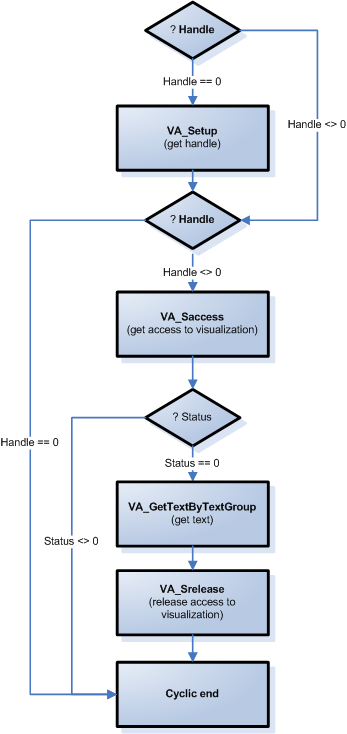 ? Handle
Handle == 0
Handle <> 0
VA_Setup
(get handle)
? Handle
Handle <> 0
VA_Saccess
(get access to visualization)
? Status
Handle == 0
Status == 0
VA_GetTextByTextGroup
(get text)
Status <> 0
VA_Srelease
(release access to
visualization)
Cyclic end